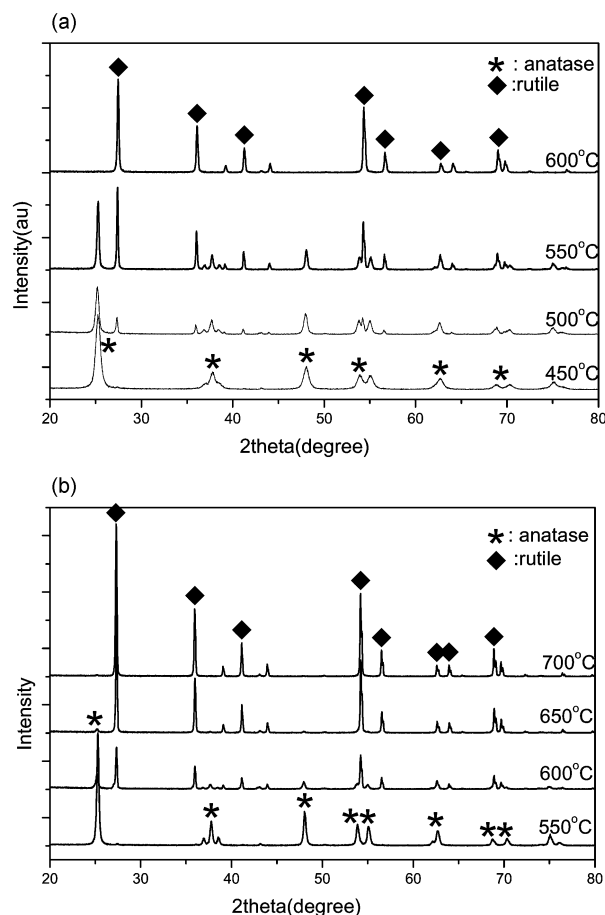 (a)
* : anatase
◆ :rutile
600°C
550°C
500°C
450°C
Intensity(au)
20 30 40 50 60 70 80
2theta(degree)
(b)
* : anatase
◆ :rutile
700°C
650°C
600°C
550°C
Intensity
20 30 40 50 60 70 80
2theta(degree)